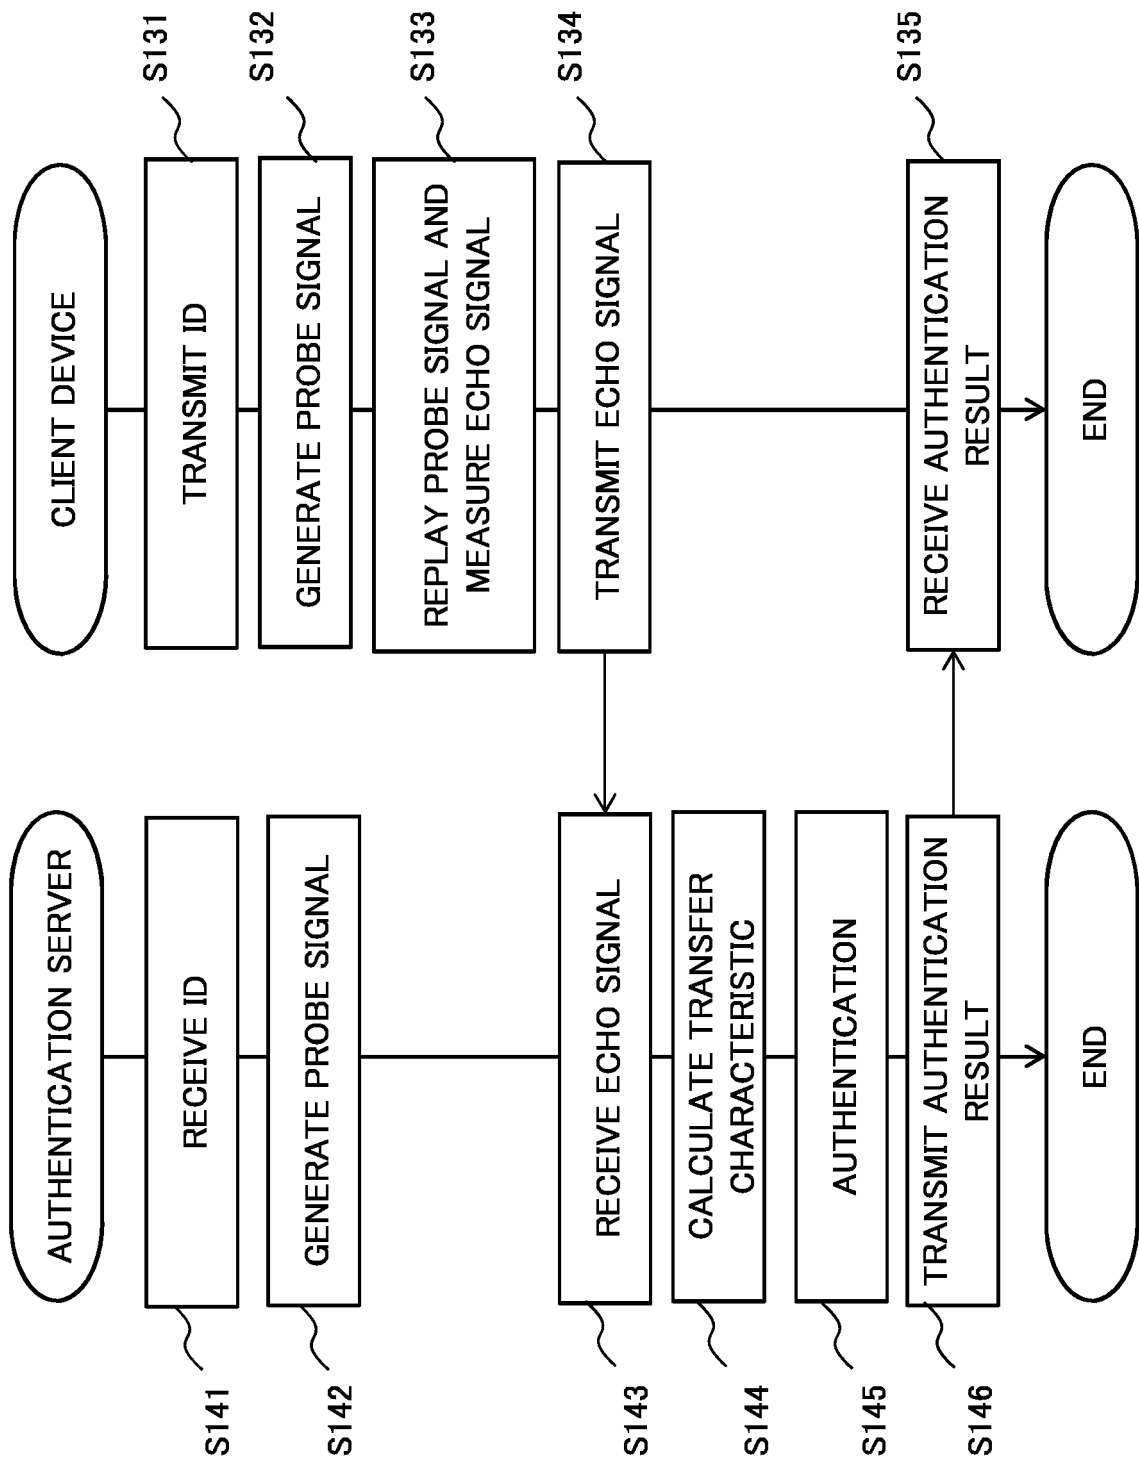 AUTHENTICATION SERVER
RECEIVE ID
S141
GENERATE PROBE SIGNAL
S142
RECEIVE ECHO SIGNAL
S143
CALCULATE TRANSFER
CHARACTERISTIC
S144
AUTHENTICATION
S145
TRANSMIT AUTHENTICATION
RESULT
S146
END
CLIENT DEVICE
TRANSMIT ID
S131
GENERATE PROBE SIGNAL
S132
REPLAY PROBE SIGNAL AND
MEASURE ECHO SIGNAL
S133
TRANSMIT ECHO SIGNAL
S134
RECEIVE AUTHENTICATION
RESULT
S135
END